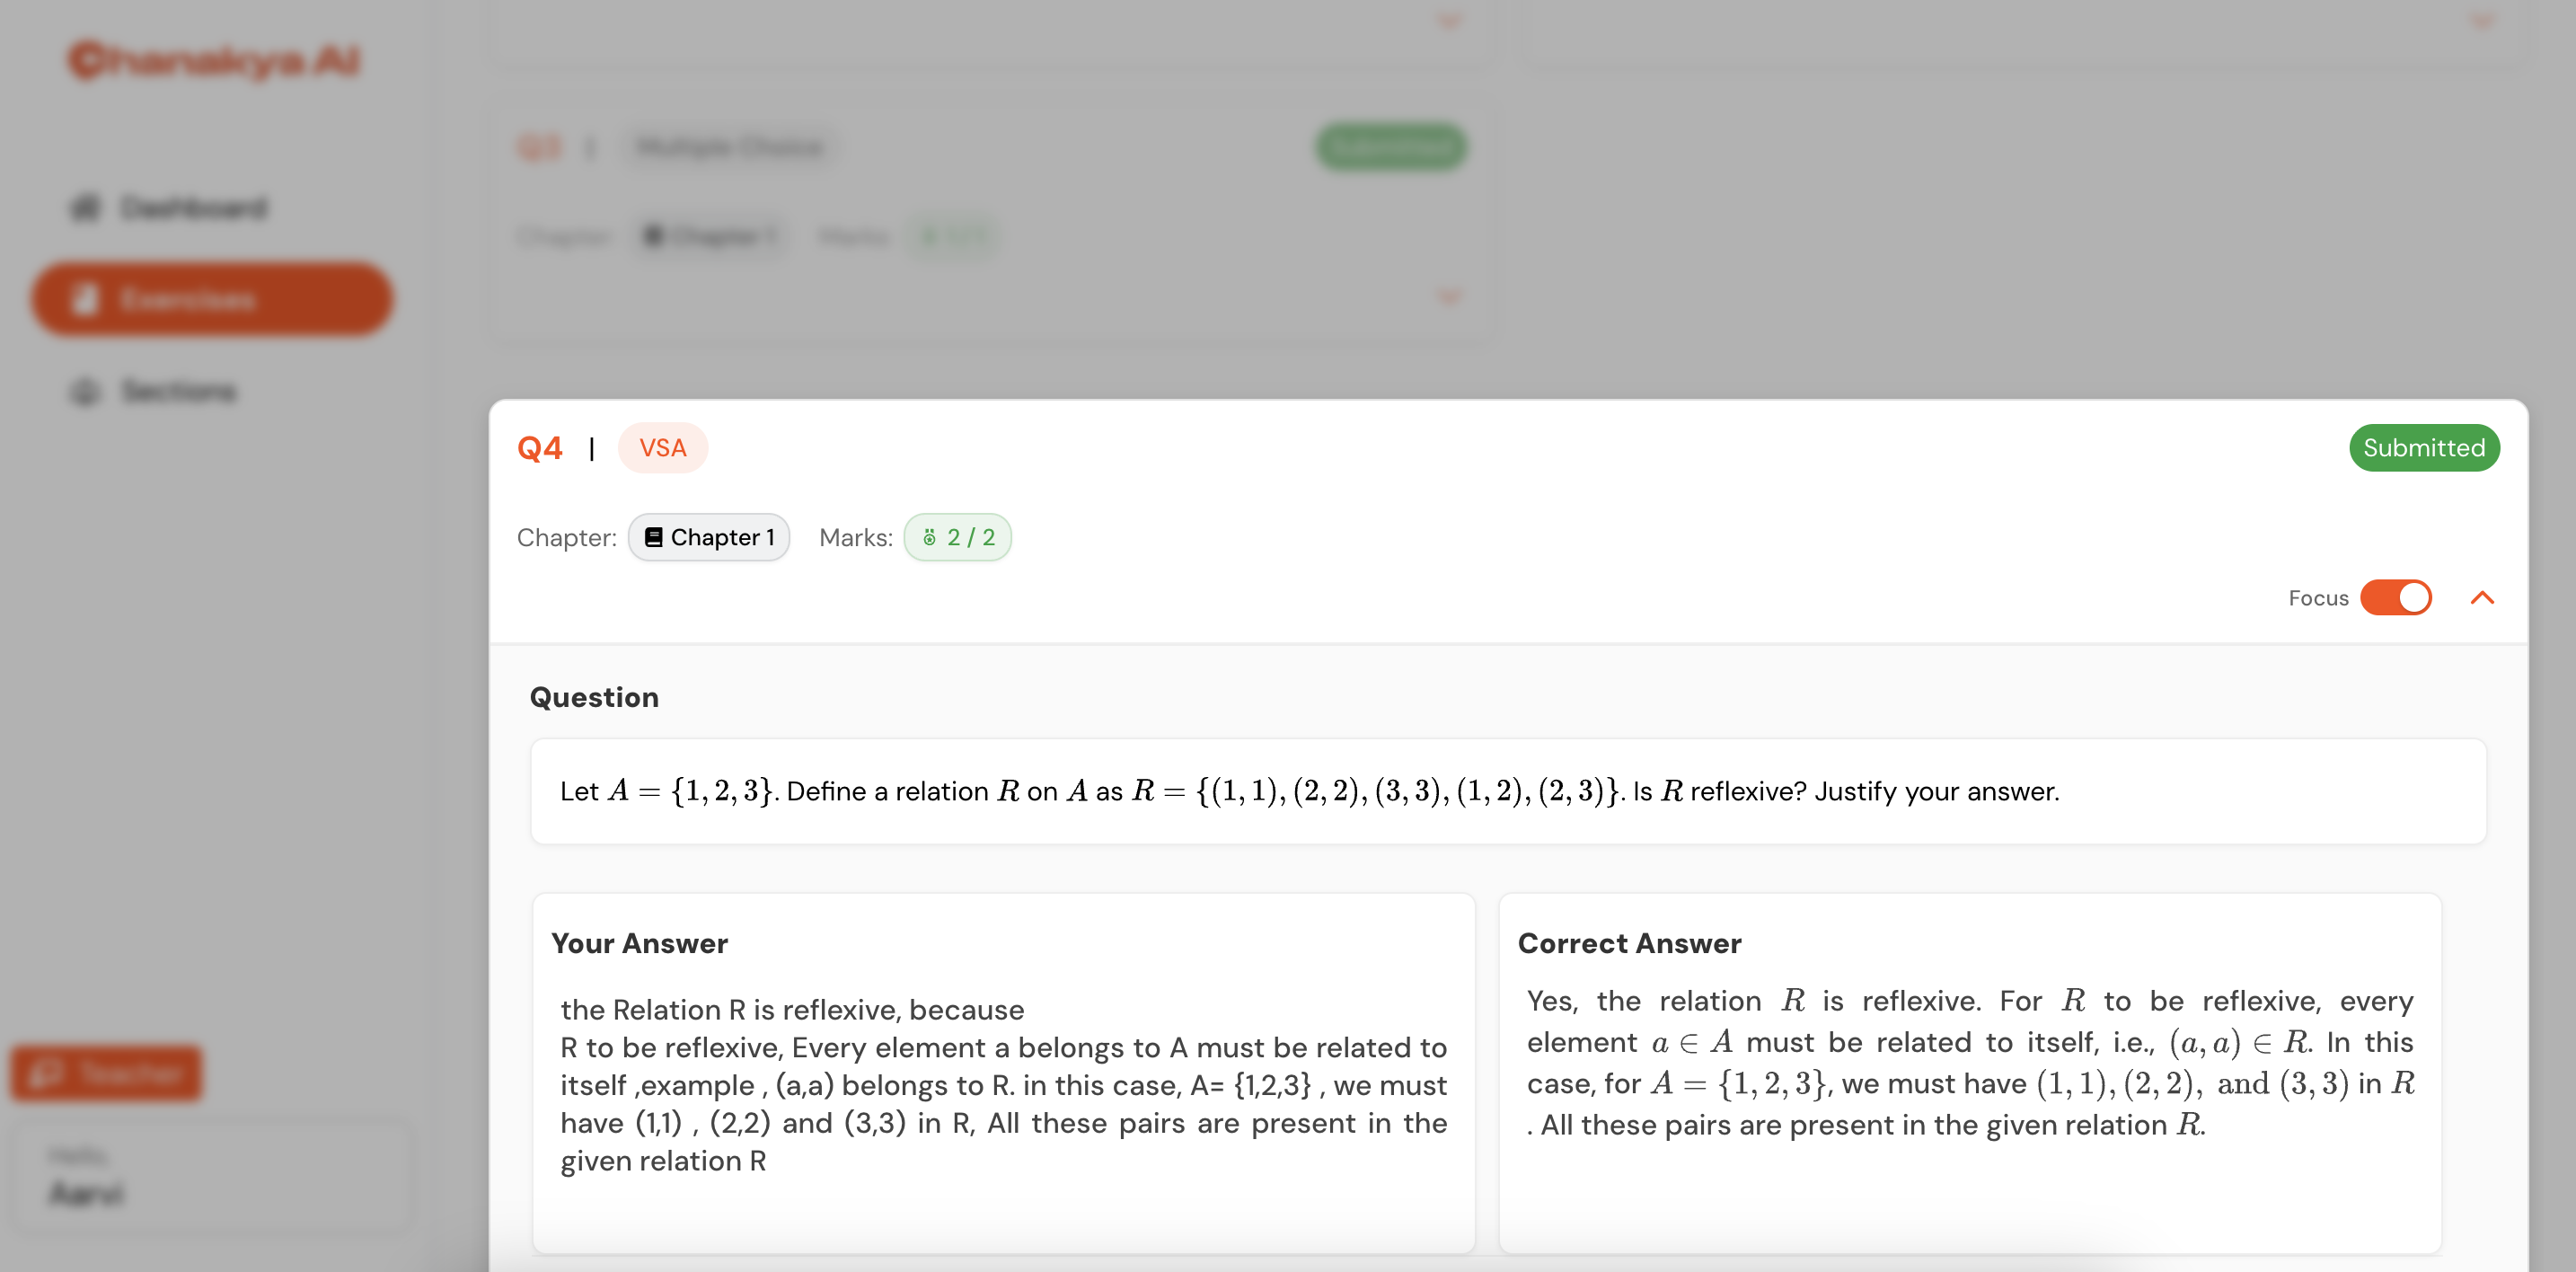 Chanakya AI
Dashboard
Exercises
Sections
Teacher
Hello,
Aarvi
Q3 | Multiple Choice Submitted
Chapter: Chapter 1 Marks: 1 / 1
Q4 | VSA Submitted
Chapter: Chapter 1 Marks: 2 / 2
Focus
Question
Let A = {1, 2, 3}. Define a relation R on A as R = {(1, 1), (2, 2), (3, 3), (1, 2), (2, 3)}. Is R reflexive? Justify your answer.
Your Answer
the Relation R is reflexive, because
R to be reflexive, Every element a belongs to A must be related to
itself ,example , (a,a) belongs to R. in this case, A= {1,2,3} , we must
have (1,1) , (2,2) and (3,3) in R, All these pairs are present in the
given relation R
Correct Answer
Yes, the relation R is reflexive. For R to be reflexive, every
element a ∈ A must be related to itself, i.e., (a, a) ∈ R. In this
case, for A = {1, 2, 3}, we must have (1, 1), (2, 2), and (3, 3) in R
. All these pairs are present in the given relation R.